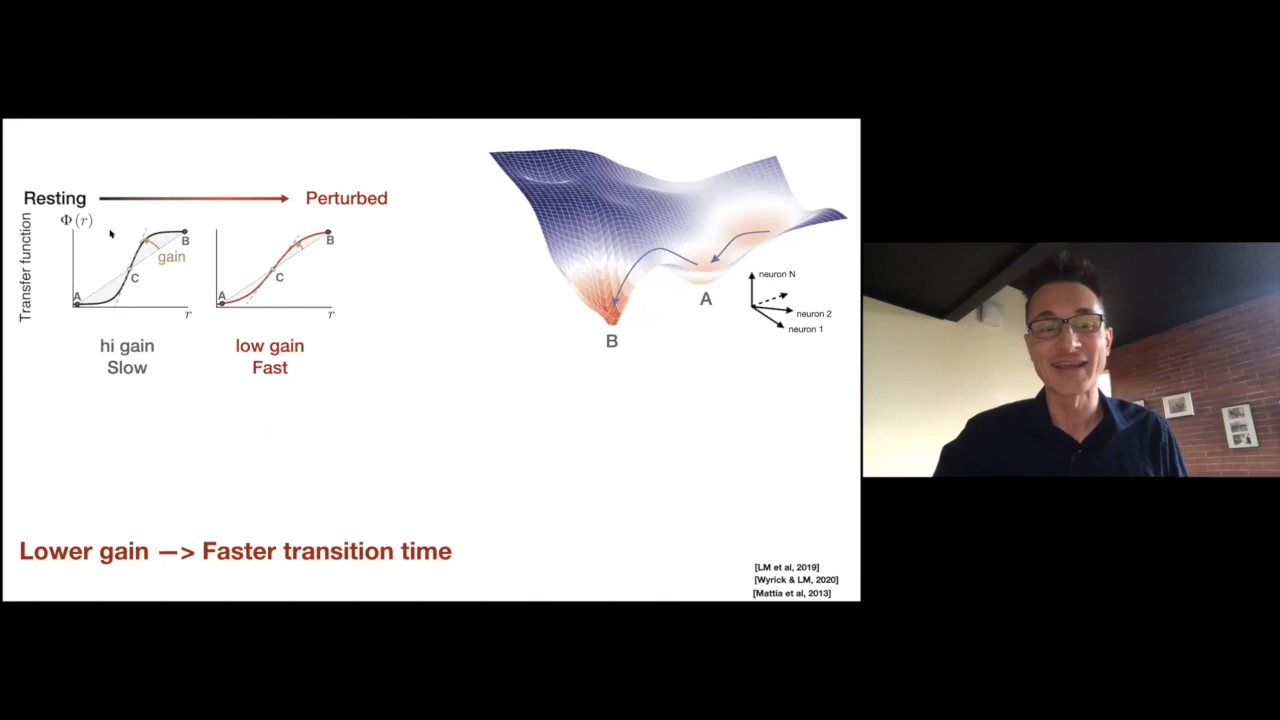 Resting
Perturbed
Transfer function
Φ(r)
A
B
C
gain
r
A
B
C
r
hi gain
Slow
low gain
Fast
B
A
neuron N
neuron 2
neuron 1
Lower gain —> Faster transition time
[LM et al, 2019]
[Wyrick & LM, 2020]
[Mattia et al, 2013]